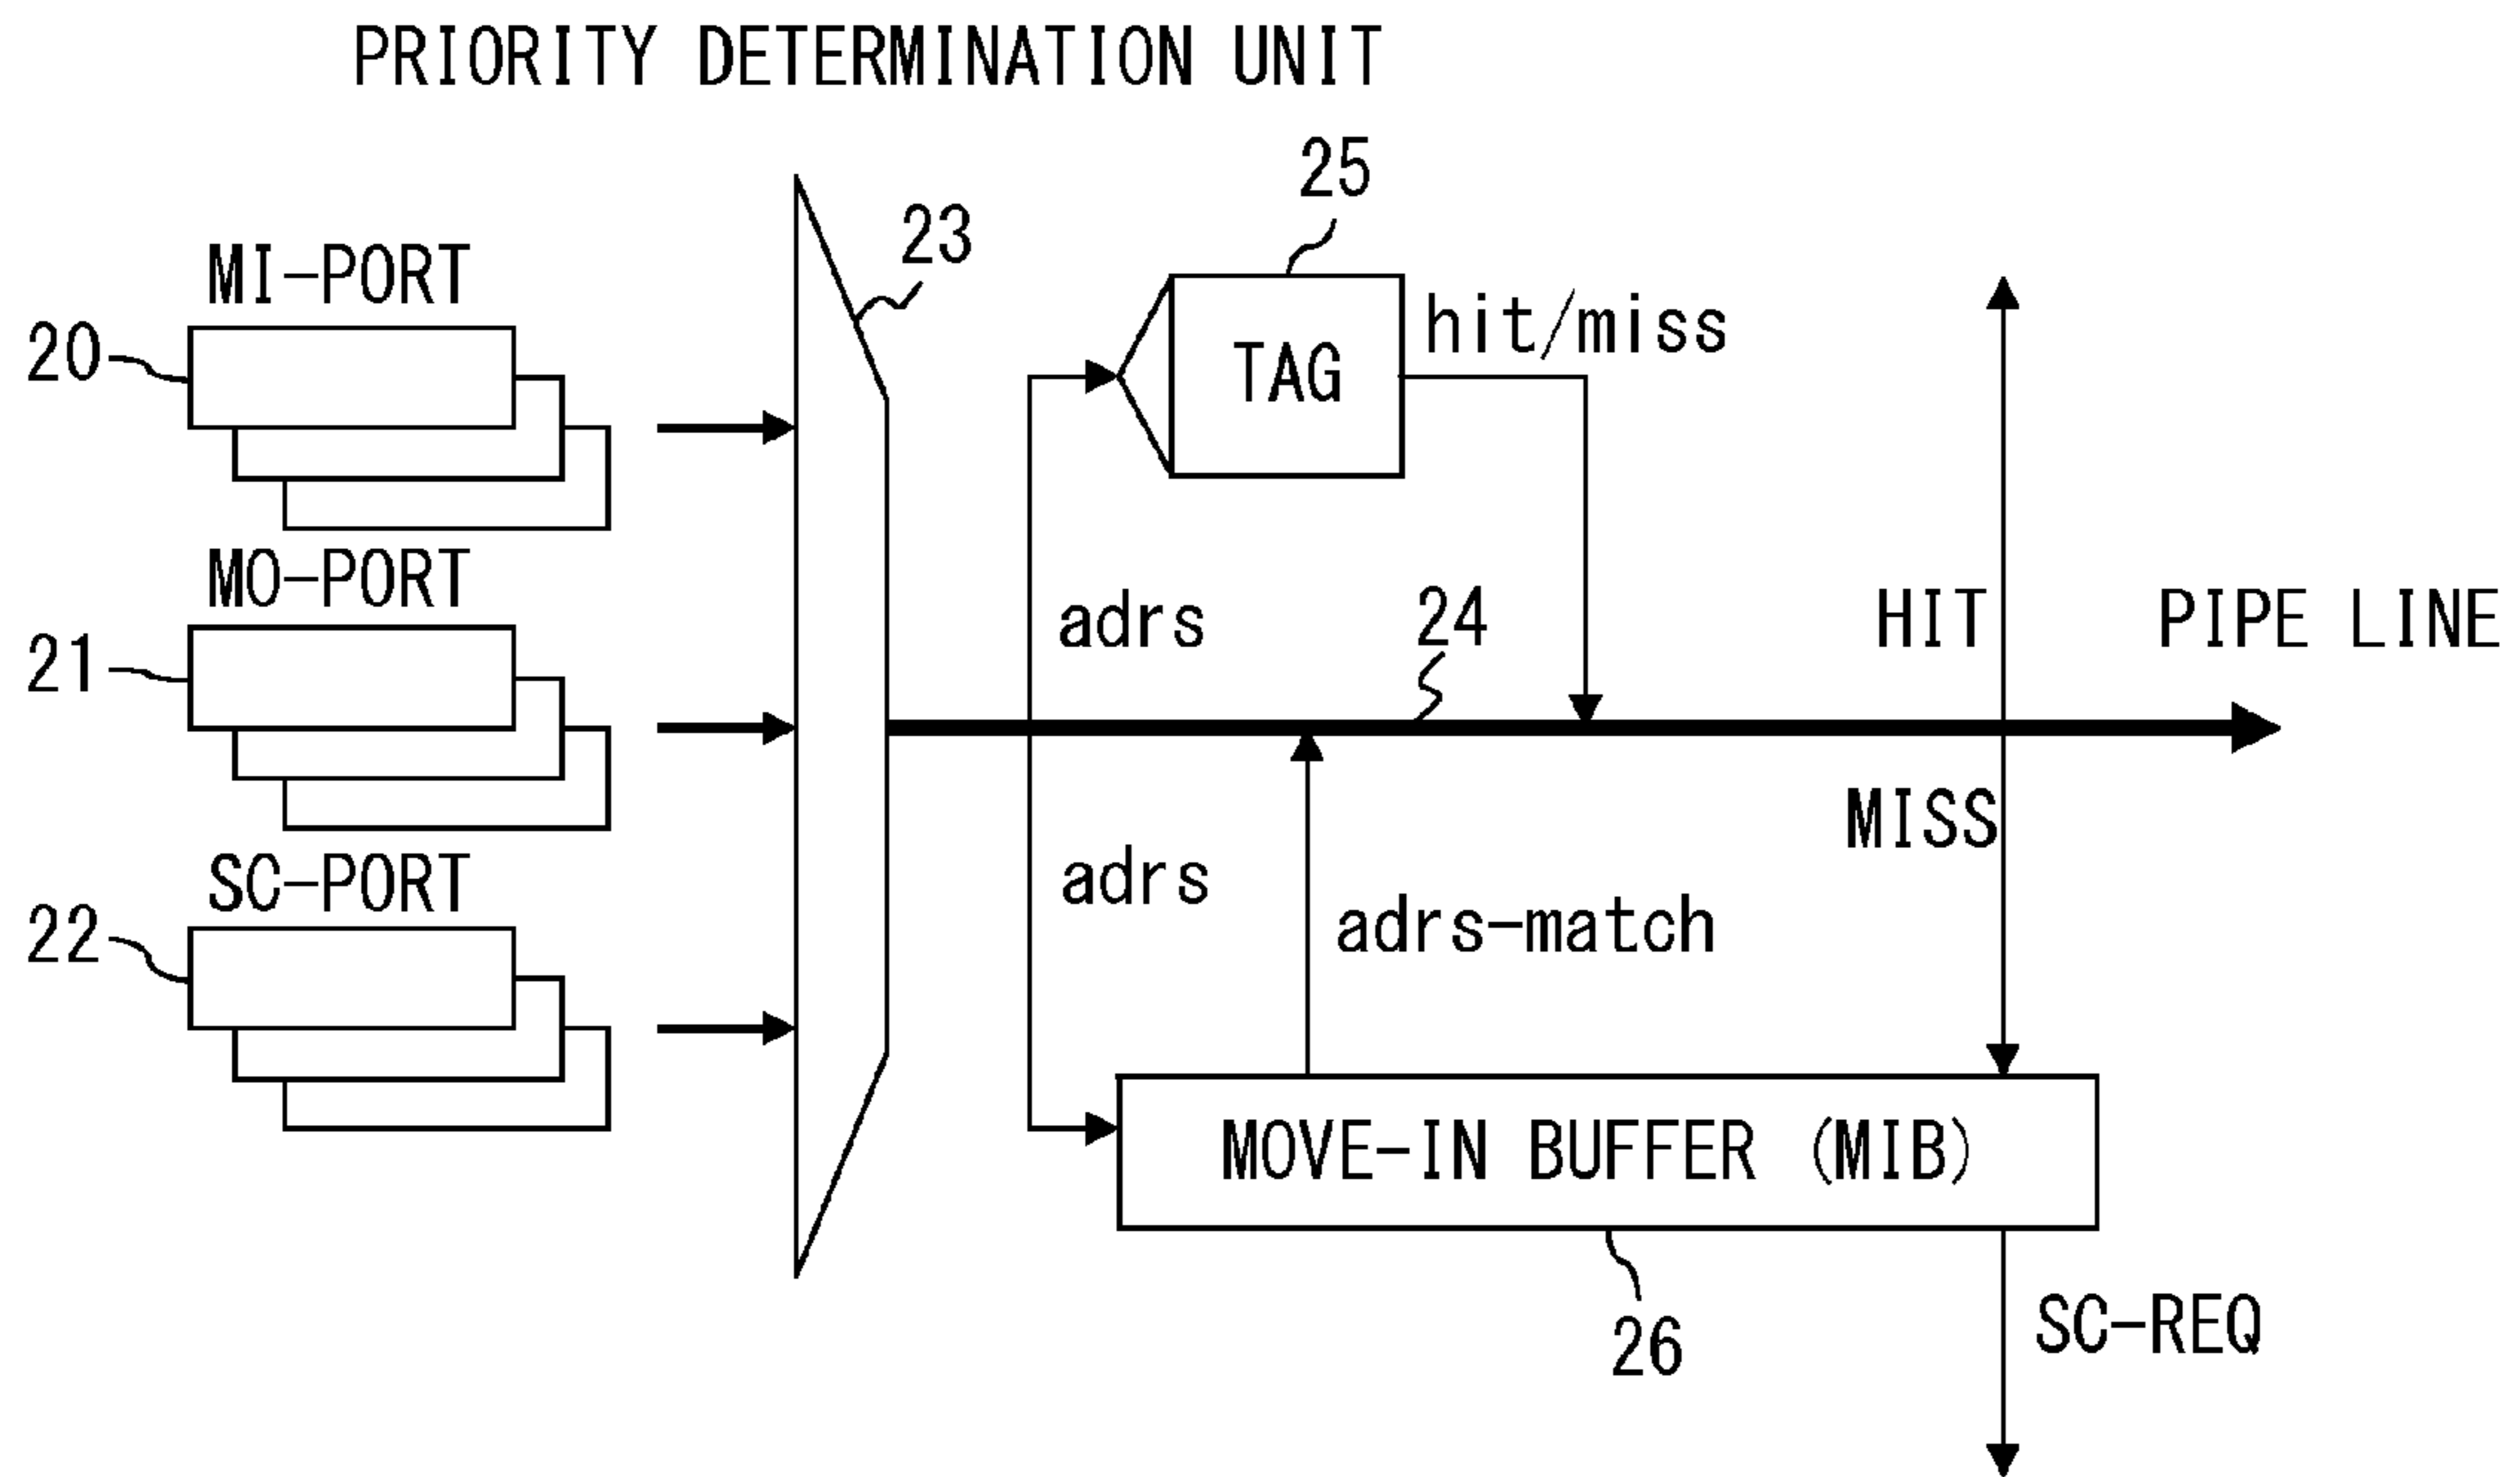 PRIORITY DETERMINATION UNIT
25
23
MI-PORT
20
hit/miss
TAG
MO-PORT
21
adrs
24
HIT
PIPE LINE
MISS
SC-PORT
22
adrs
adrs-match
MOVE-IN BUFFER (MIB)
26
SC-REQ